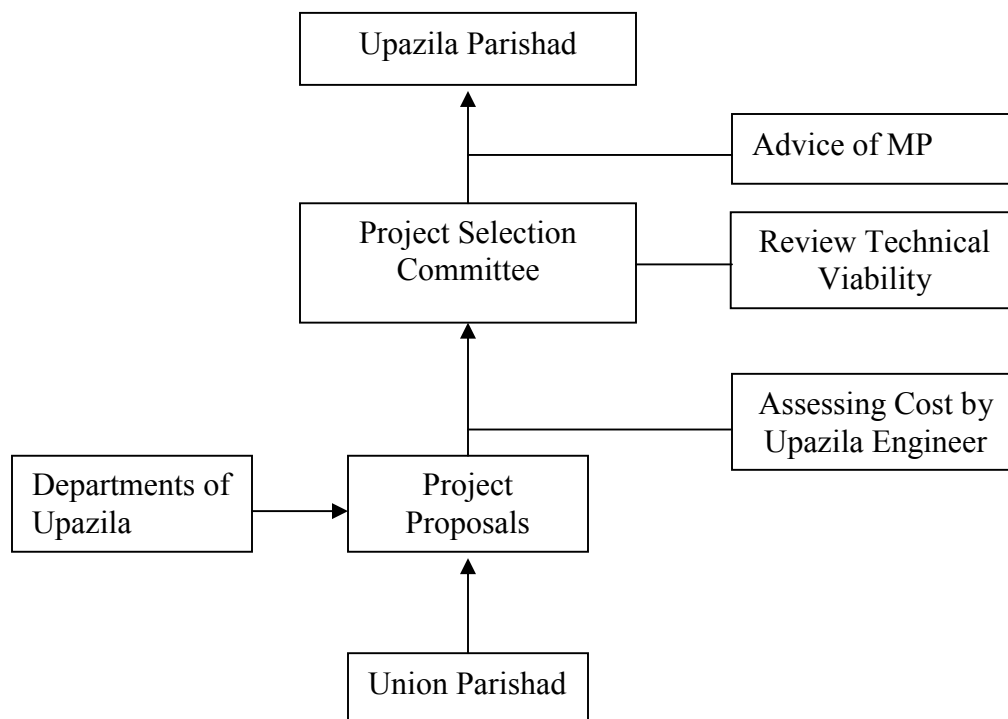 Upazila Parishad
Advice of MP
Project Selection
Committee
Review Technical
Viability
Assessing Cost by
Upazila Engineer
Departments of
Upazila
Project
Proposals
Union Parishad